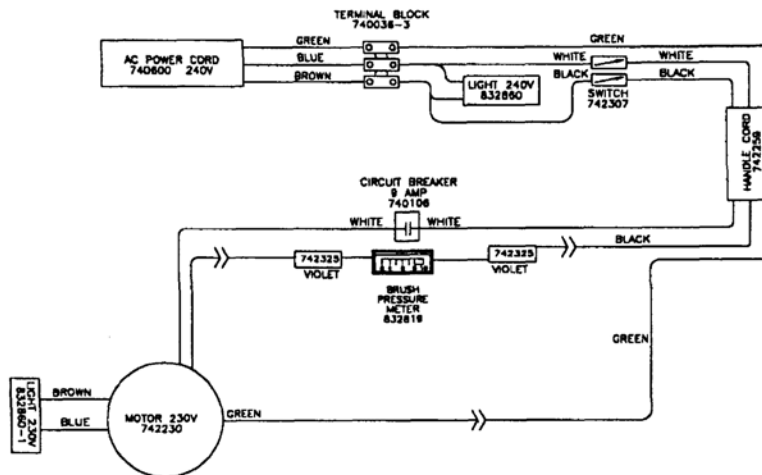 TERMINAL BLOCK
740036-3
GREEN
GREEN
AC POWER CORD
740600 240V
BLUE
WHITE
WHITE
BROWN
BLACK
BLACK
LIGHT 240V
832860
SWITCH
742307
HANDLE CORD
742259
CIRCUIT BREAKER
9 AMP
740106
WHITE
WHITE
BLACK
742325
VIOLET
742325
VIOLET
BRUSH
PRESSURE
METER
832819
GREEN
LIGHT 230V
832860-1
BROWN
BLUE
MOTOR 230V
742230
GREEN